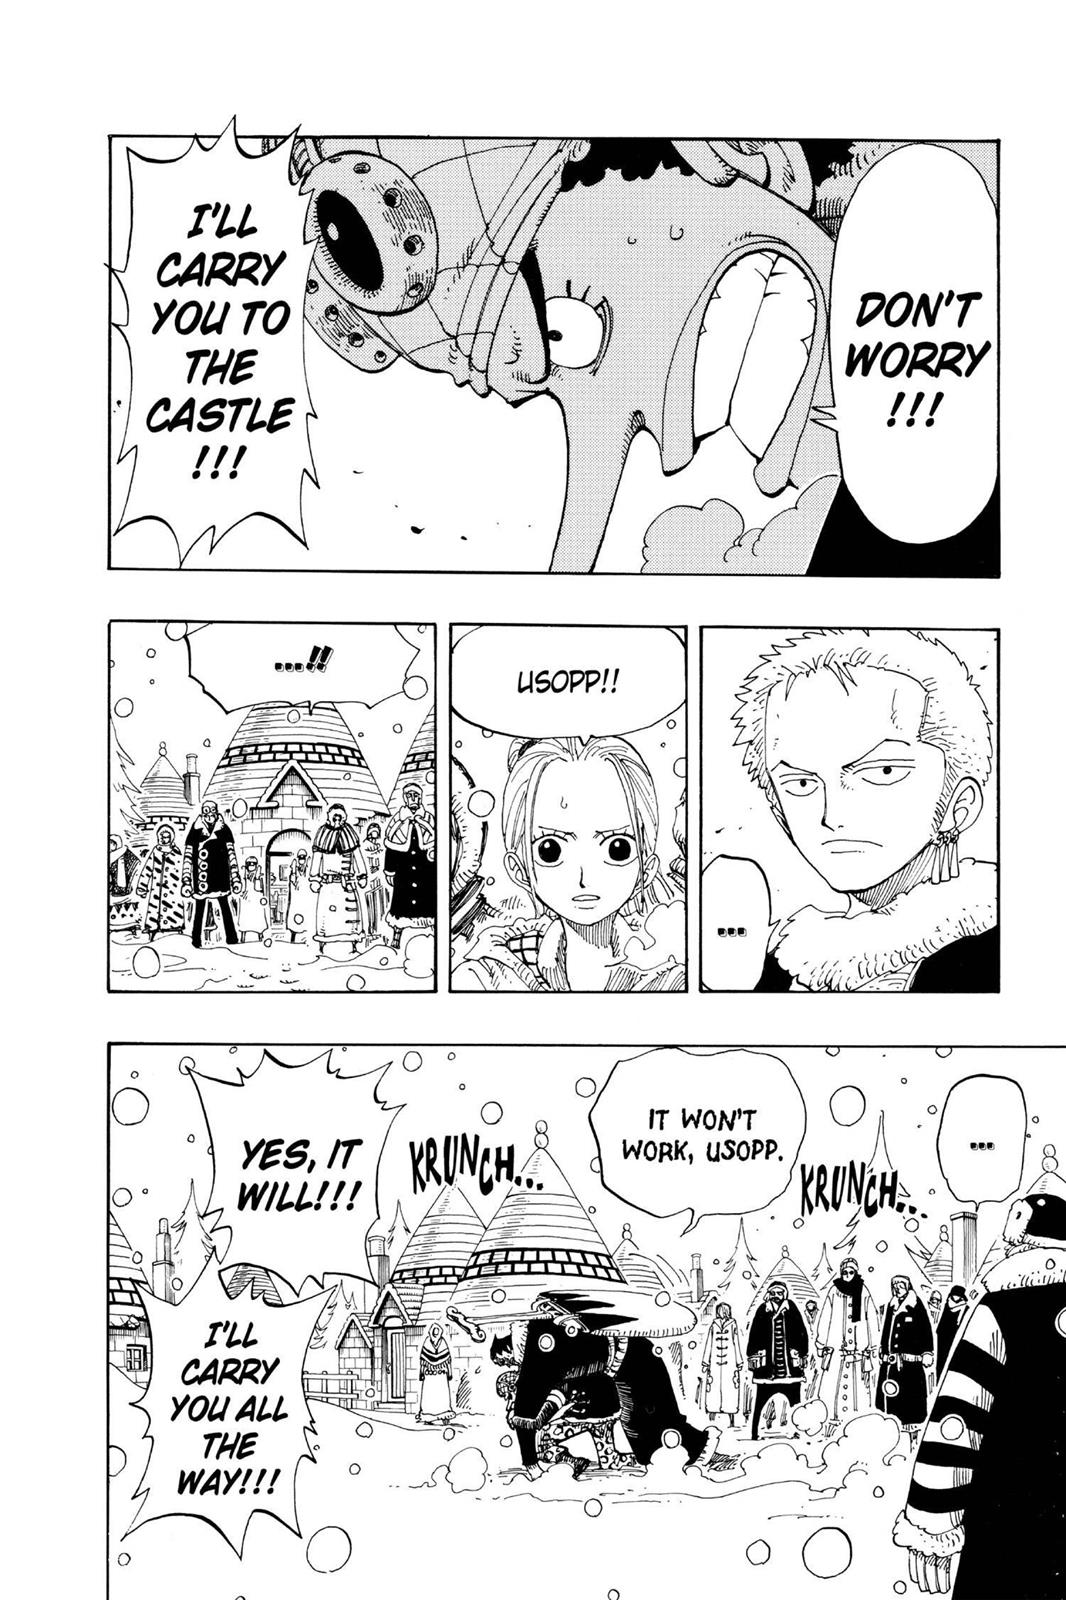 DON'T
WORRY
!!!
I'LL
CARRY
YOU TO
THE
CASTLE
!!!
...
USOPP!!
...!!
...
KRUNCH...
IT WON'T
WORK, USOPP.
KRUNCH...
YES, IT
WILL!!!
I'LL
CARRY
YOU ALL
THE
WAY!!!